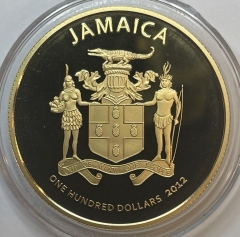 JAMAICA
ONE HUNDRED DOLLARS 2012